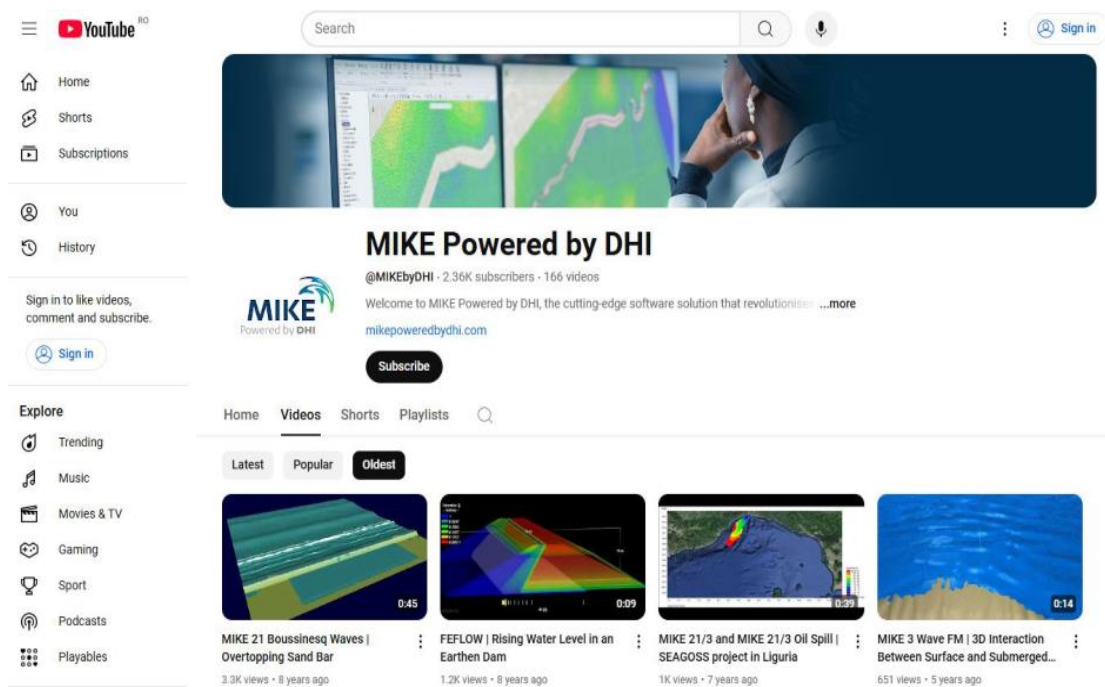 YouTube RO
Search
Sign in
Home
Shorts
Subscriptions
You
History
Sign in to like videos,
comment and subscribe.
Sign in
Explore
Trending
Music
Movies & TV
Gaming
Sport
Podcasts
Playables
MIKE
Powered by DHI
MIKE Powered by DHI
@MIKEbyDHI · 2.36K subscribers · 166 videos
Welcome to MIKE Powered by DHI, the cutting-edge software solution that revolutionises ...more
mikepoweredbydhi.com
Subscribe
Home Videos Shorts Playlists
Latest Popular Oldest
0:45
0:09
0:39
0:14
MIKE 21 Boussinesq Waves |
Overtopping Sand Bar
3.3K views • 8 years ago
FEFLOW | Rising Water Level in an
Earthen Dam
1.2K views • 8 years ago
MIKE 21/3 and MIKE 21/3 Oil Spill |
SEAGOSS project in Liguria
1K views • 7 years ago
MIKE 3 Wave FM | 3D Interaction
Between Surface and Submerged...
651 views • 5 years ago